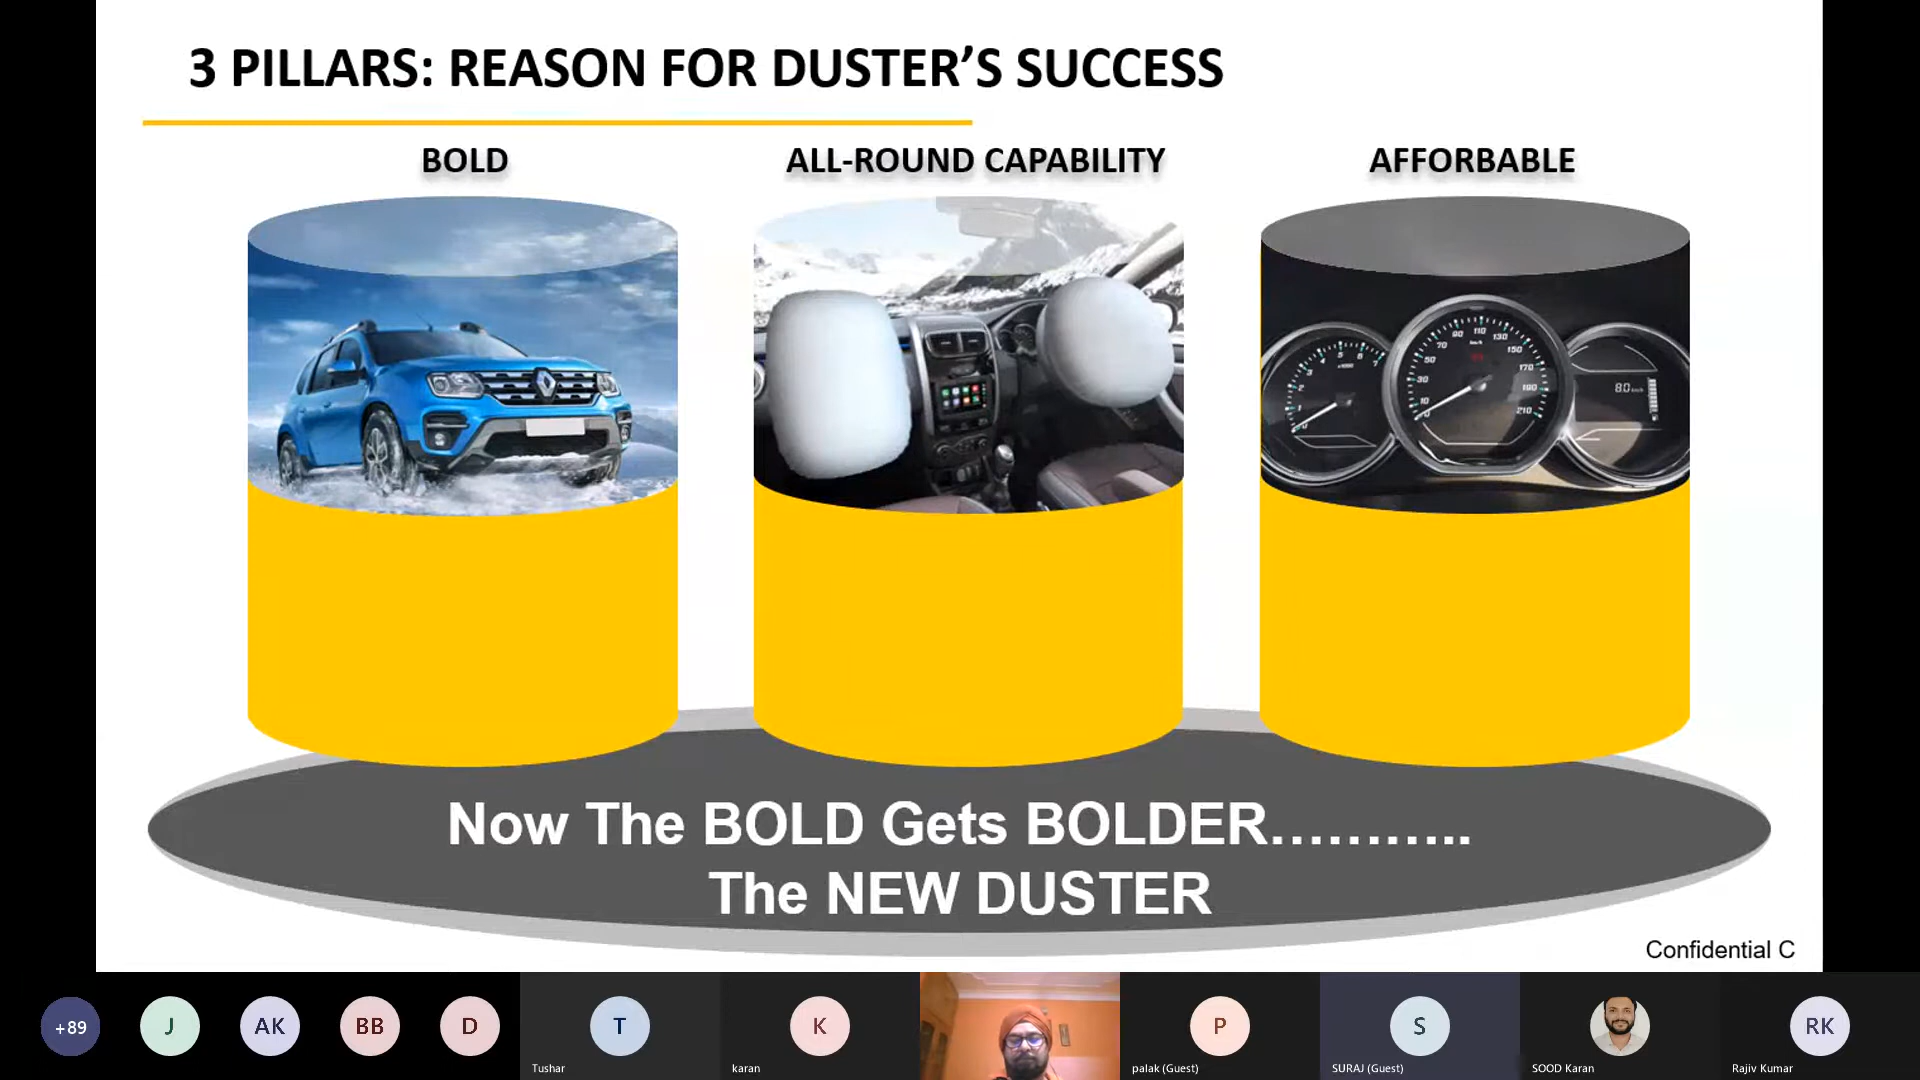 3 PILLARS: REASON FOR DUSTER’S SUCCESS
BOLD
ALL-ROUND CAPABILITY
AFFORBABLE
Now The BOLD Gets BOLDER………..
The NEW DUSTER
Confidential C
+89
J
AK
BB
D
T
Tushar
K
karan
P
palak (Guest)
S
SURAJ (Guest)
SOOD Karan
RK
Rajiv Kumar